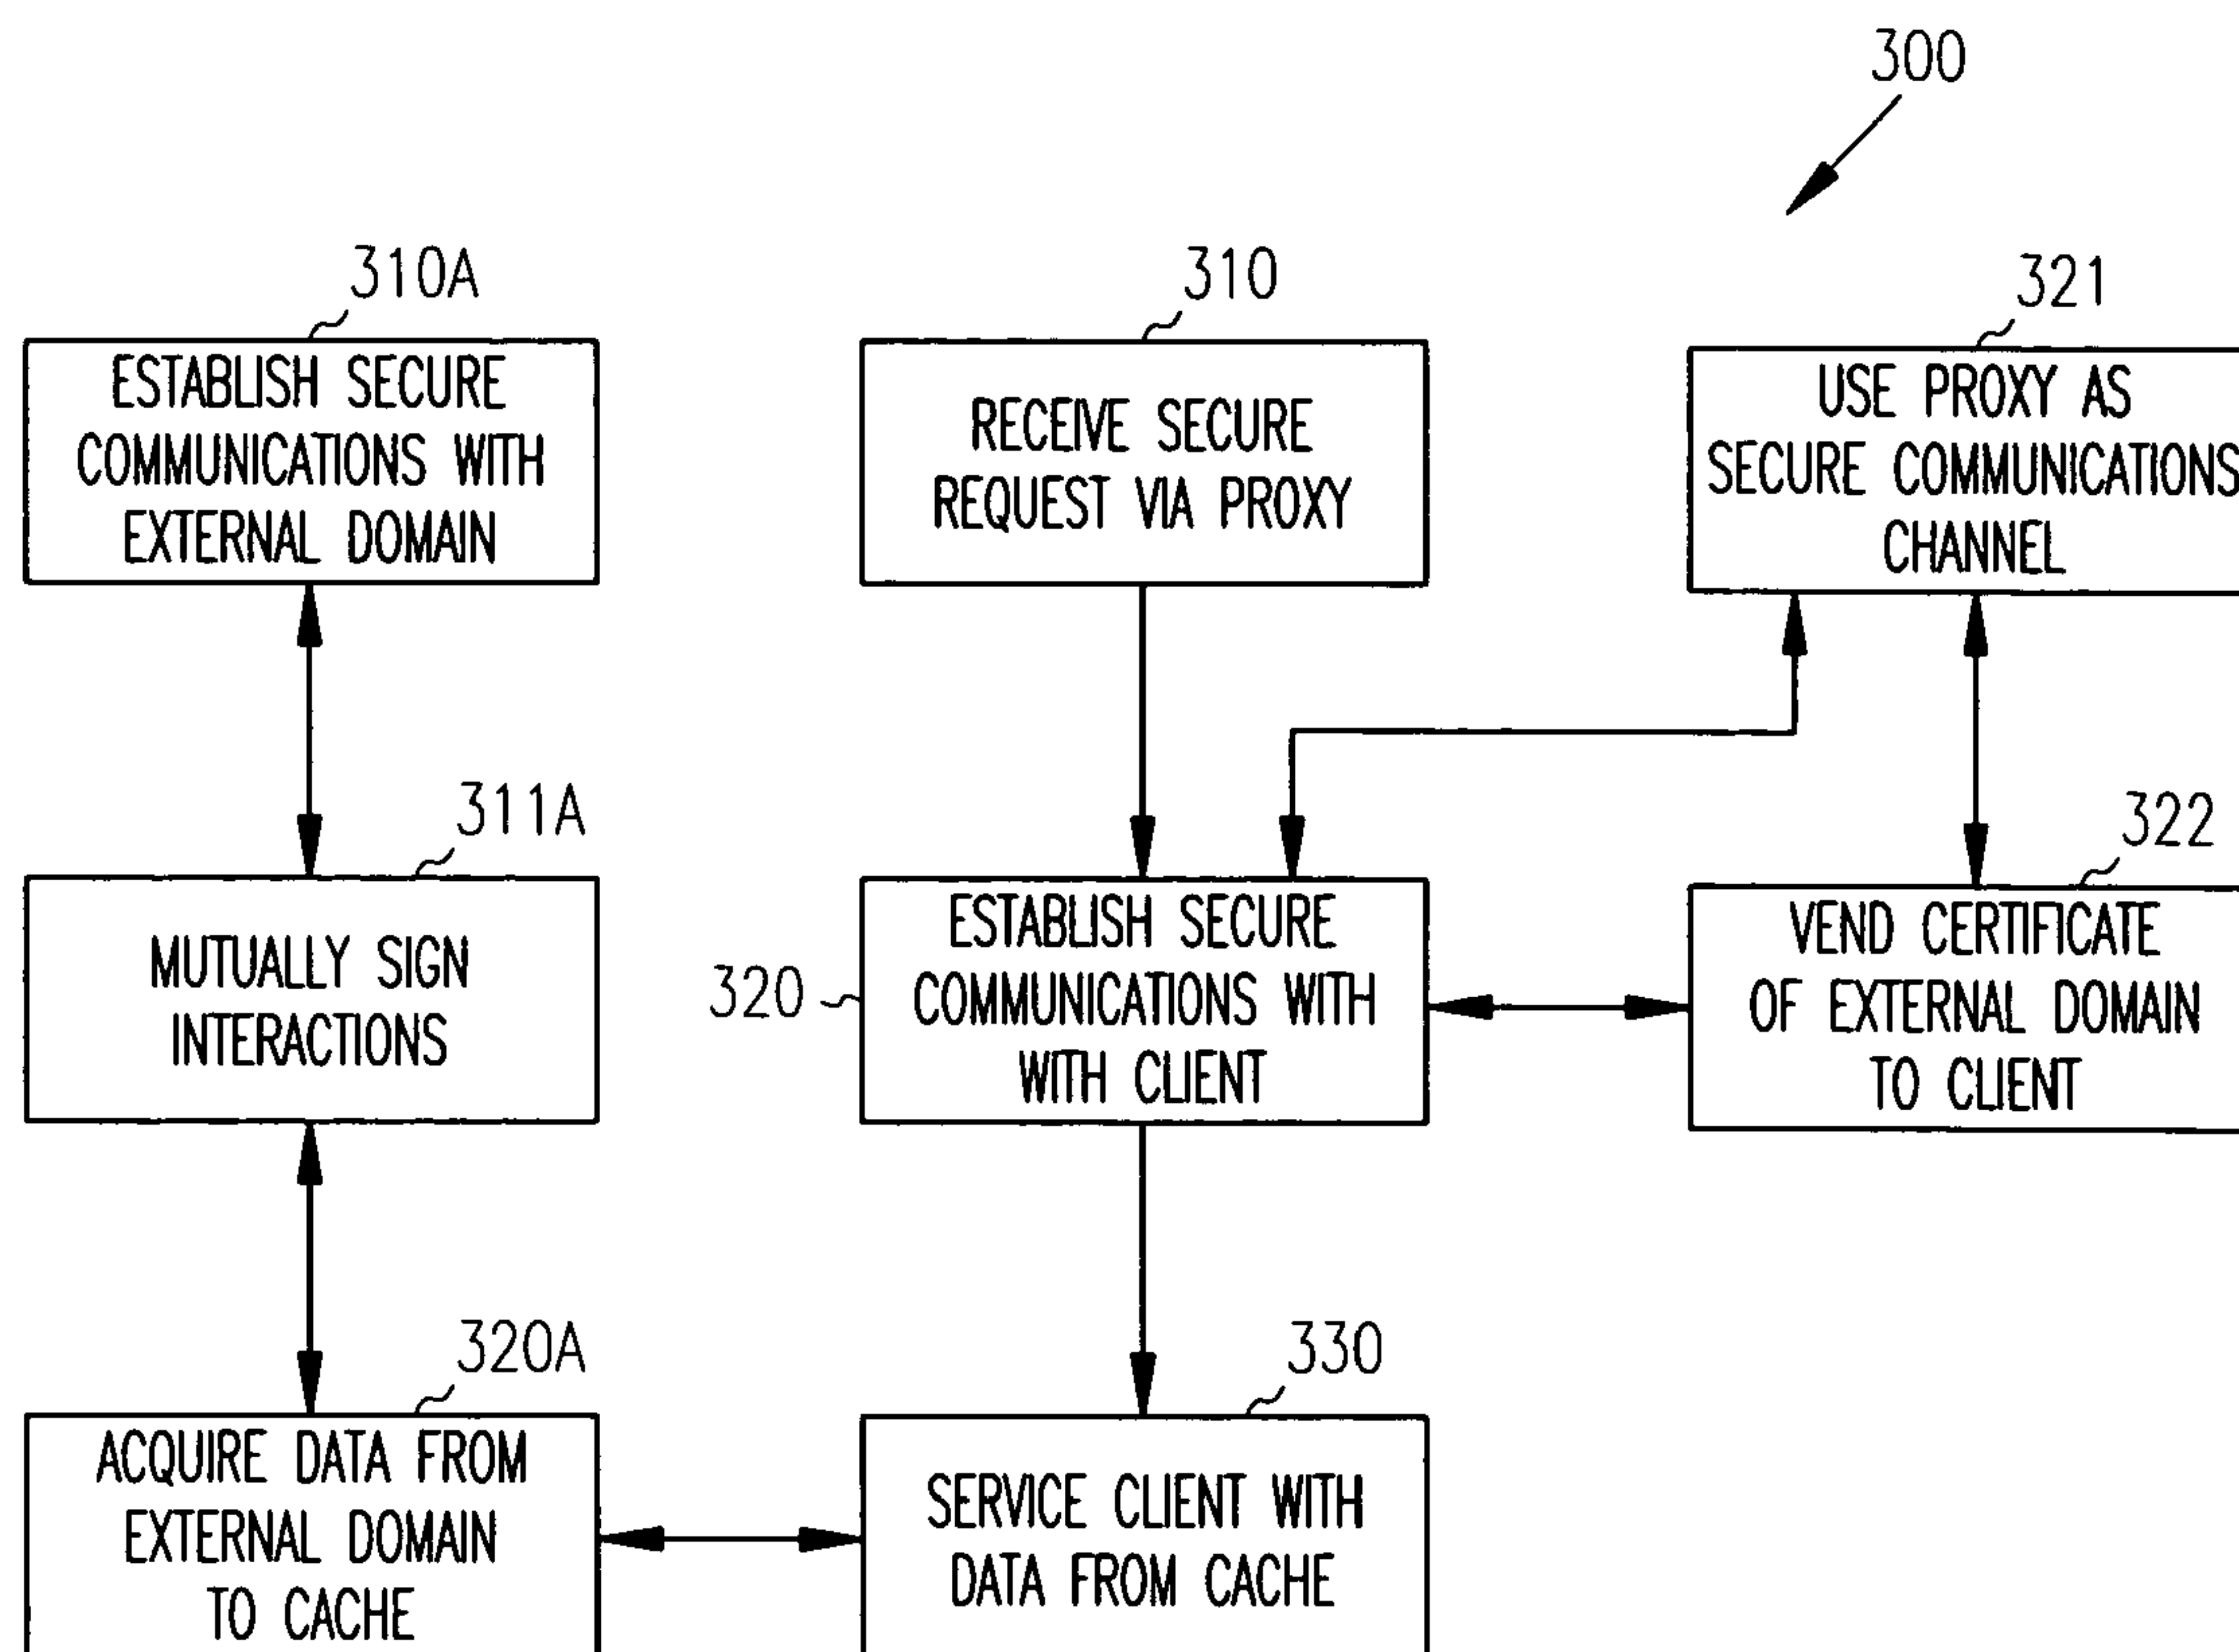 300
310A
ESTABLISH SECURE
COMMUNICATIONS WITH
EXTERNAL DOMAIN
310
RECEIVE SECURE
REQUEST VIA PROXY
321
USE PROXY AS
SECURE COMMUNICATIONS
CHANNEL
311A
MUTUALLY SIGN
INTERACTIONS
320
ESTABLISH SECURE
COMMUNICATIONS WITH
WITH CLIENT
322
VEND CERTIFICATE
OF EXTERNAL DOMAIN
TO CLIENT
320A
ACQUIRE DATA FROM
EXTERNAL DOMAIN
TO CACHE
330
SERVICE CLIENT WITH
DATA FROM CACHE